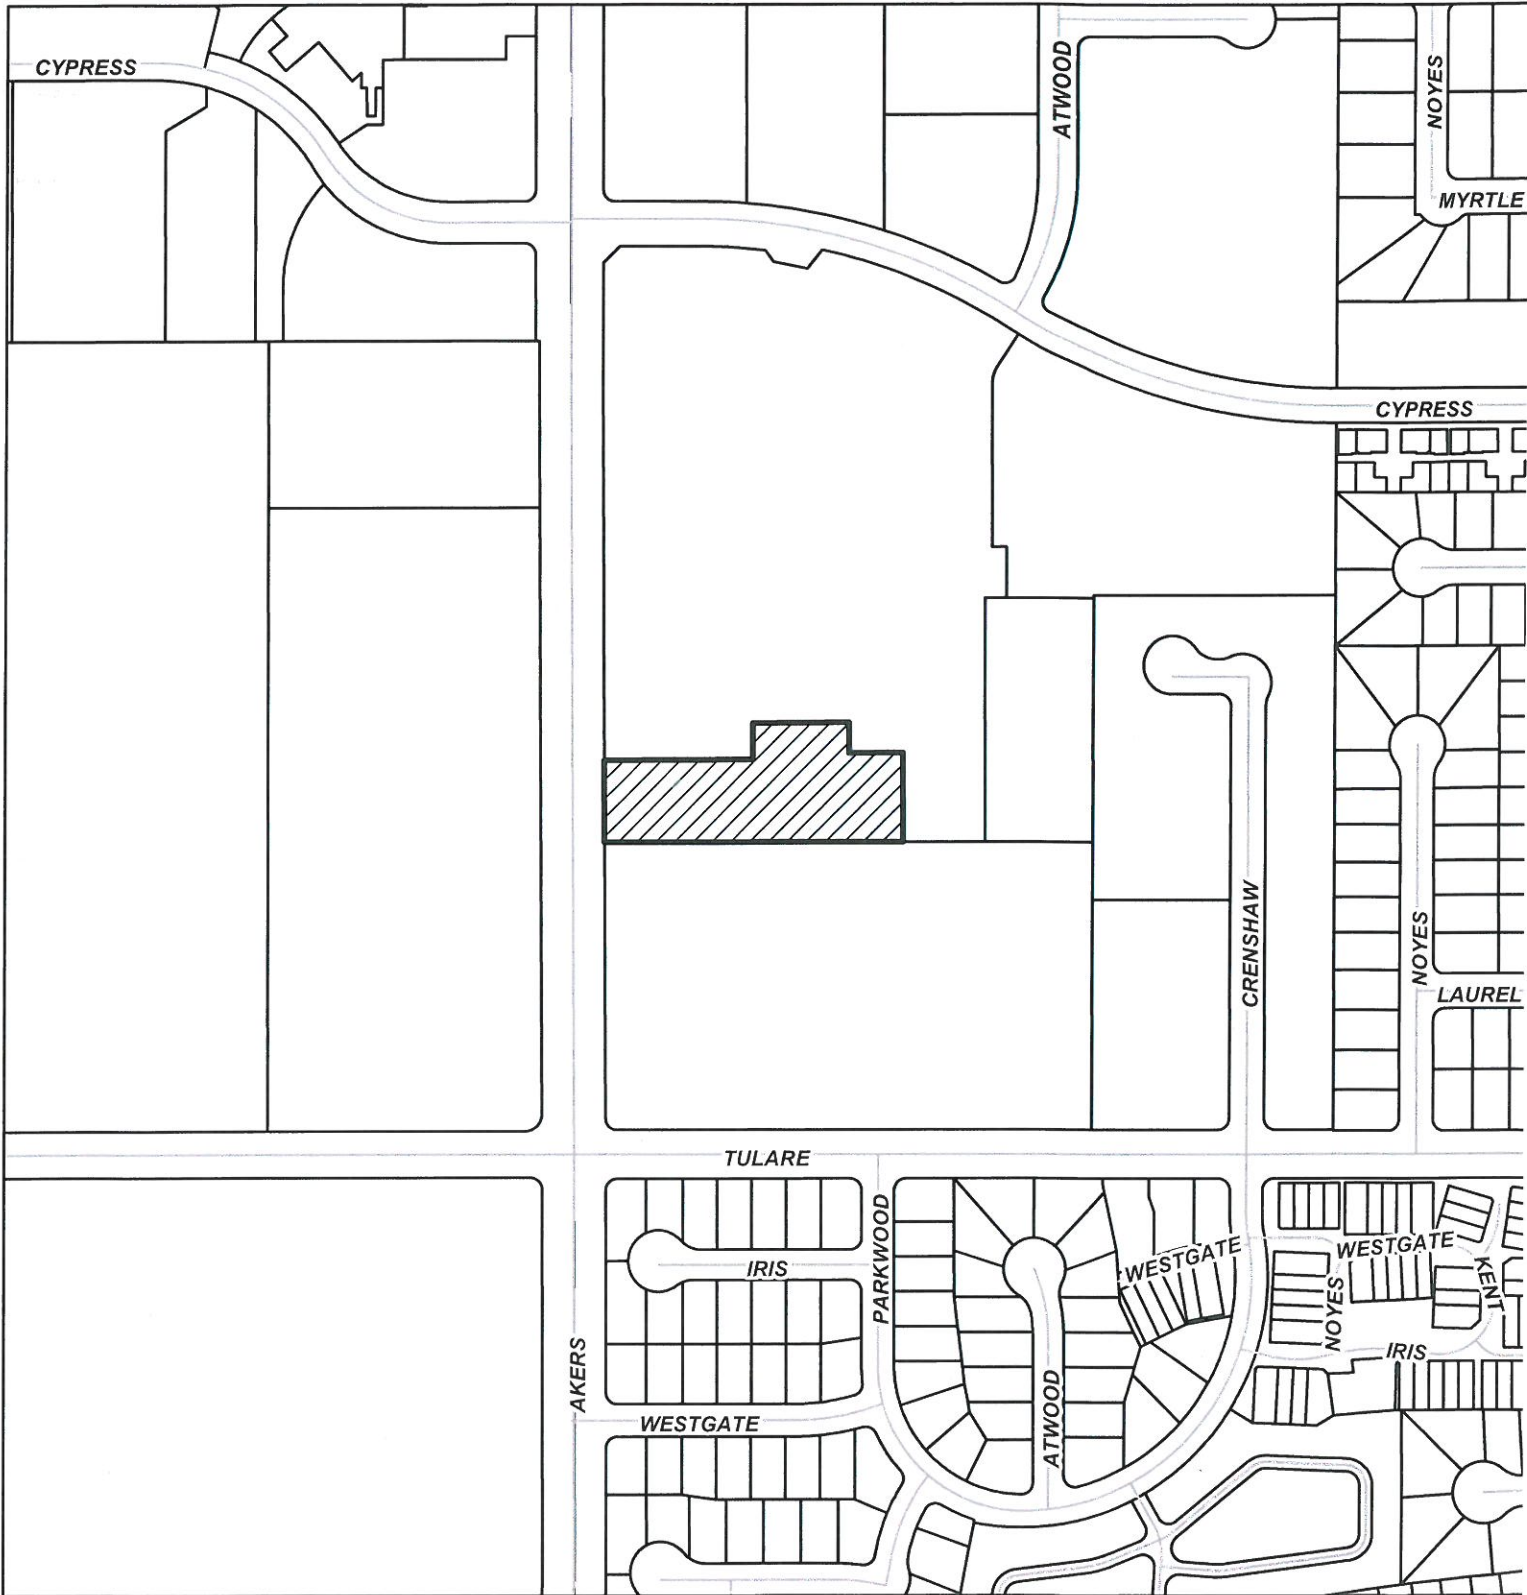 CYPRESS
ATWOOD
NOYES
MYRTLE
CYPRESS
CRENSHAW
NOYES
LAUREL
TULARE
PARKWOOD
IRIS
WESTGATE
WESTGATE
KENT
NOYES
AKERS
IRIS
ATWOOD
WESTGATE